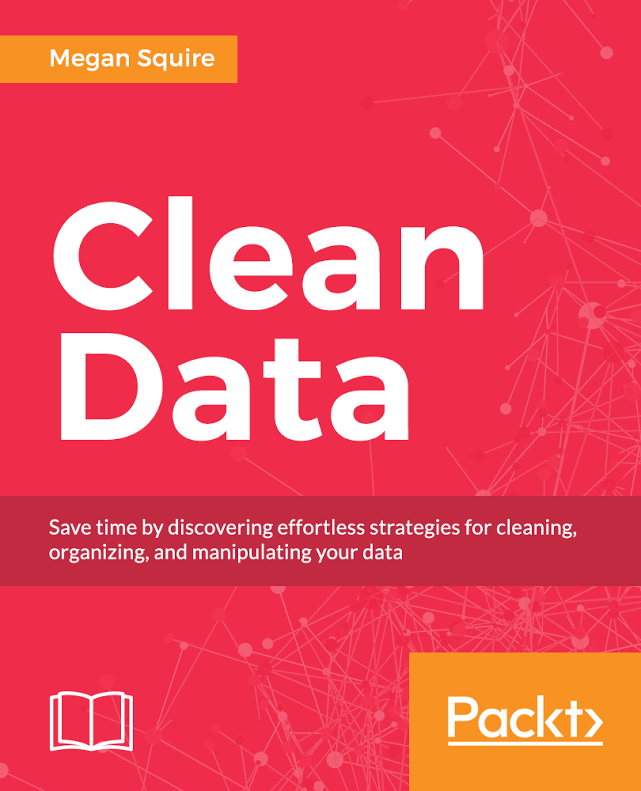 Megan Squire
Clean
Data
Save time by discovering effortless strategies for cleaning,
organizing, and manipulating your data
Packt>